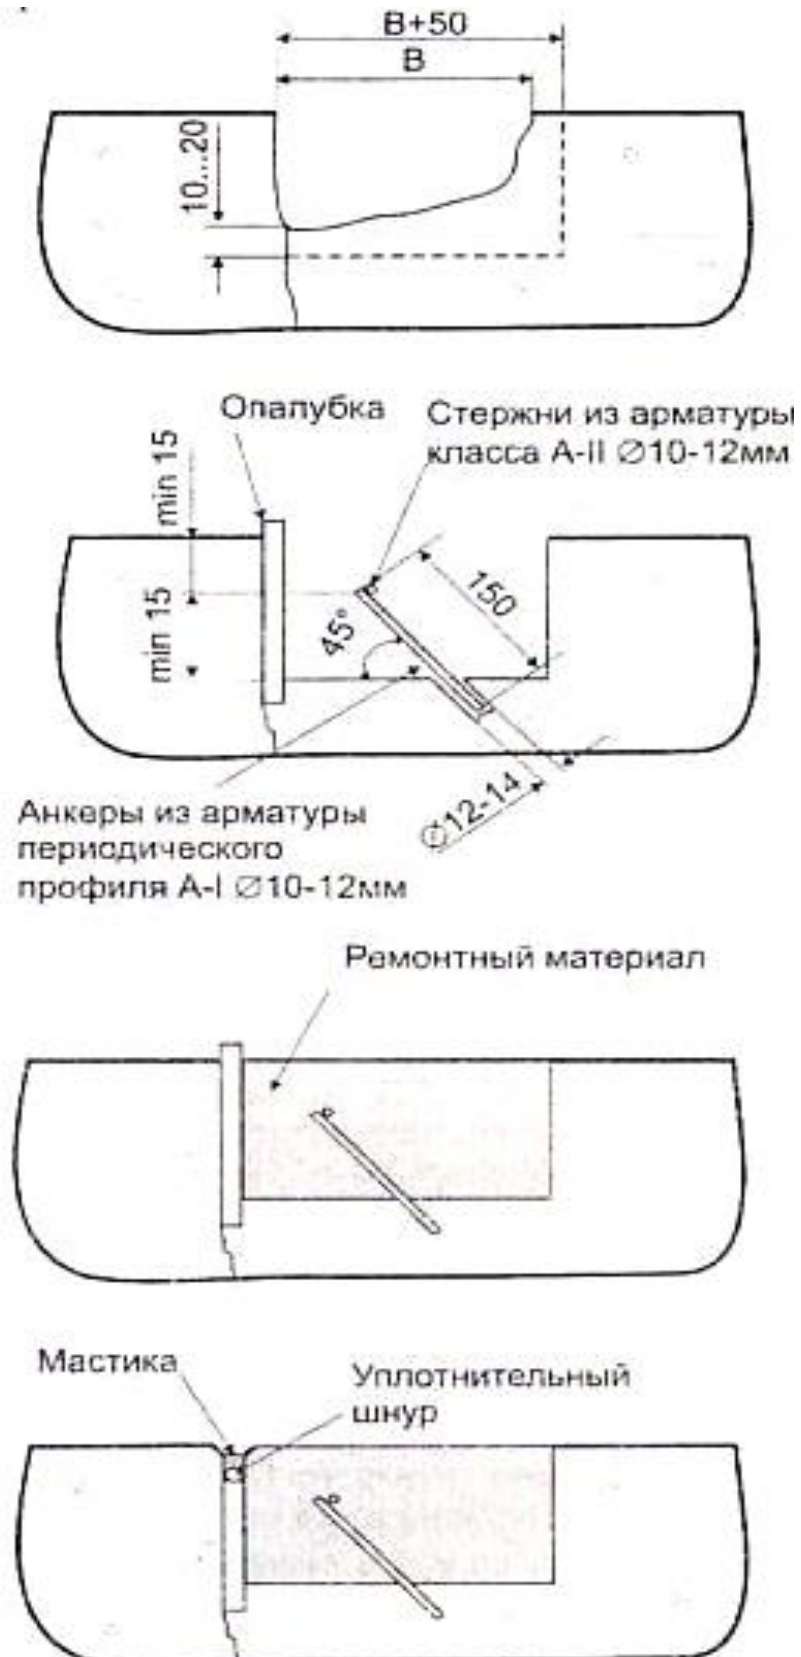 B+50
B
10...20
Опалубка
Стержни из арматуры
класса А-II ∅10-12мм
min 15
min 15
45°
150
∅12-14
Анкеры из арматуры
периодического
профиля А-I ∅10-12мм
Ремонтный материал
Мастика
Уплотнительный
шнур